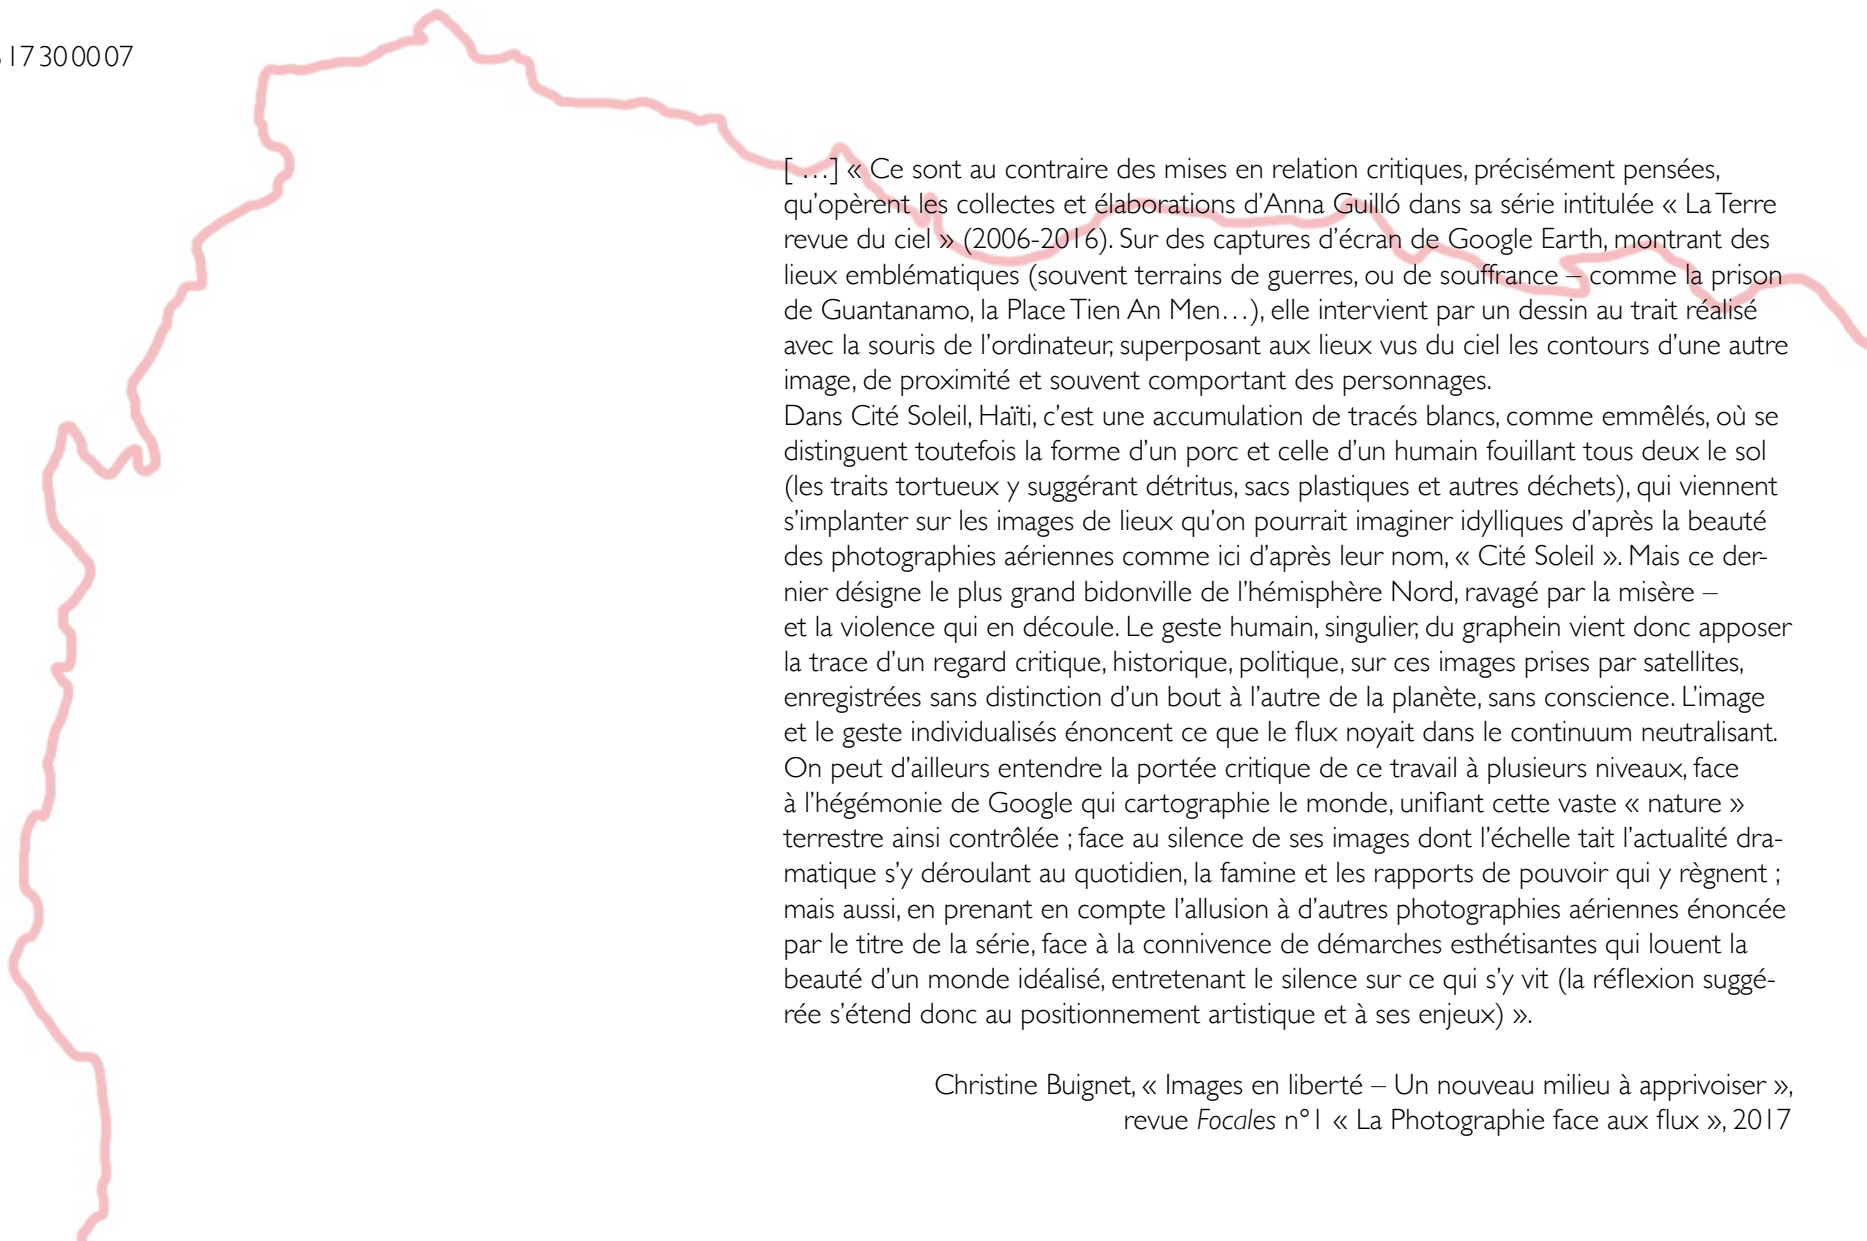 17300007
[ …] « Ce sont au contraire des mises en relation critiques, précisément pensées,
qu’opèrent les collectes et élaborations d’Anna Guilló dans sa série intitulée « La Terre
revue du ciel » (2006-2016). Sur des captures d’écran de Google Earth, montrant des
lieux emblématiques (souvent terrains de guerres, ou de souffrance – comme la prison
de Guantanamo, la Place Tien An Men…), elle intervient par un dessin au trait réalisé
avec la souris de l’ordinateur, superposant aux lieux vus du ciel les contours d’une autre
image, de proximité et souvent comportant des personnages.
Dans Cité Soleil, Haïti, c’est une accumulation de tracés blancs, comme emmêlés, où se
distinguent toutefois la forme d’un porc et celle d’un humain fouillant tous deux le sol
(les traits tortueux y suggérant détritus, sacs plastiques et autres déchets), qui viennent
s’implanter sur les images de lieux qu’on pourrait imaginer idylliques d’après la beauté
des photographies aériennes comme ici d’après leur nom, « Cité Soleil ». Mais ce der-
nier désigne le plus grand bidonville de l’hémisphère Nord, ravagé par la misère –
et la violence qui en découle. Le geste humain, singulier, du graphein vient donc apposer
la trace d’un regard critique, historique, politique, sur ces images prises par satellites,
enregistrées sans distinction d’un bout à l’autre de la planète, sans conscience. L’image
et le geste individualisés énoncent ce que le flux noyait dans le continuum neutralisant.
On peut d’ailleurs entendre la portée critique de ce travail à plusieurs niveaux, face
à l’hégémonie de Google qui cartographie le monde, unifiant cette vaste « nature »
terrestre ainsi contrôlée ; face au silence de ses images dont l’échelle tait l’actualité dra-
matique s’y déroulant au quotidien, la famine et les rapports de pouvoir qui y règnent ;
mais aussi, en prenant en compte l’allusion à d’autres photographies aériennes énoncée
par le titre de la série, face à la connivence de démarches esthétisantes qui louent la
beauté d’un monde idéalisé, entretenant le silence sur ce qui s’y vit (la réflexion suggé-
rée s’étend donc au positionnement artistique et à ses enjeux) ».
Christine Buignet, « Images en liberté – Un nouveau milieu à apprivoiser »,
revue Focales n°1 « La Photographie face aux flux », 2017